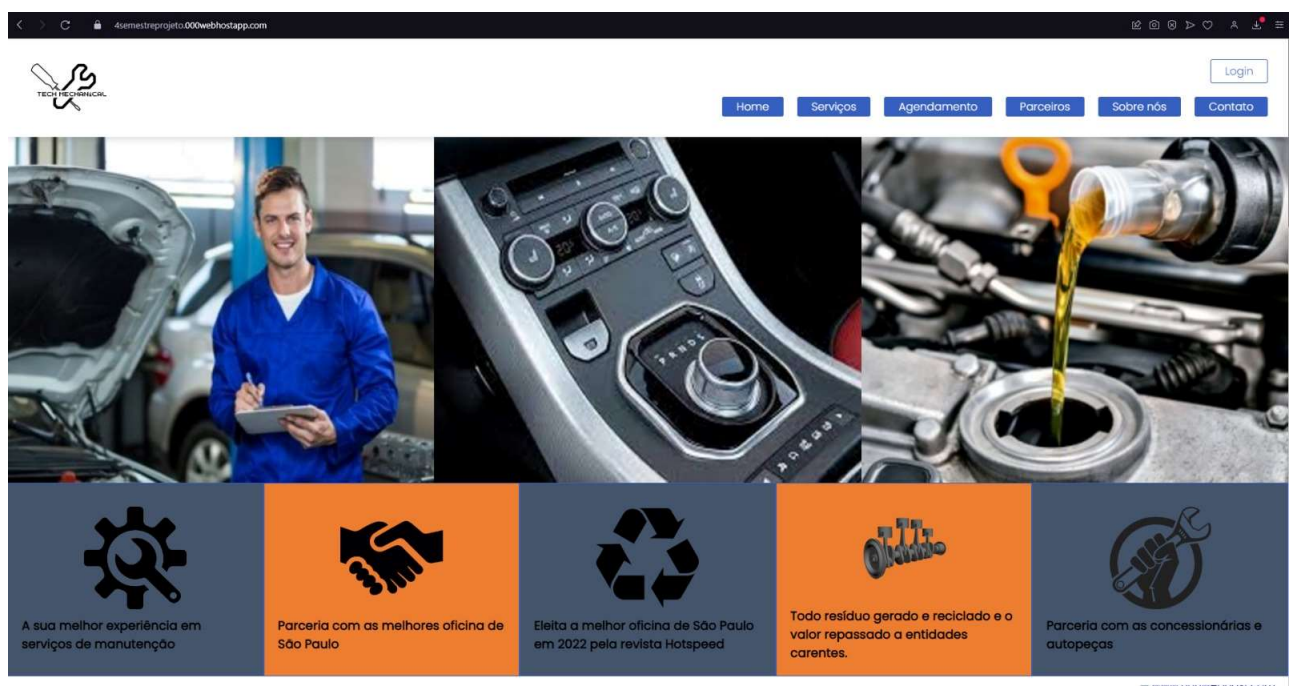 4semestreprojeto.000webhostapp.com
TECH MECHANICAL
Login
Home Serviços Agendamento Parceiros Sobre nós Contato
P R N D L
A sua melhor experiência em
serviços de manutenção
Parceria com as melhores oficina de
São Paulo
Eleita a melhor oficina de São Paulo
em 2022 pela revista Hotspeed
Todo resíduo gerado e reciclado e o
valor repassado a entidades
carentes.
Parceria com as concessionárias e
autopeças